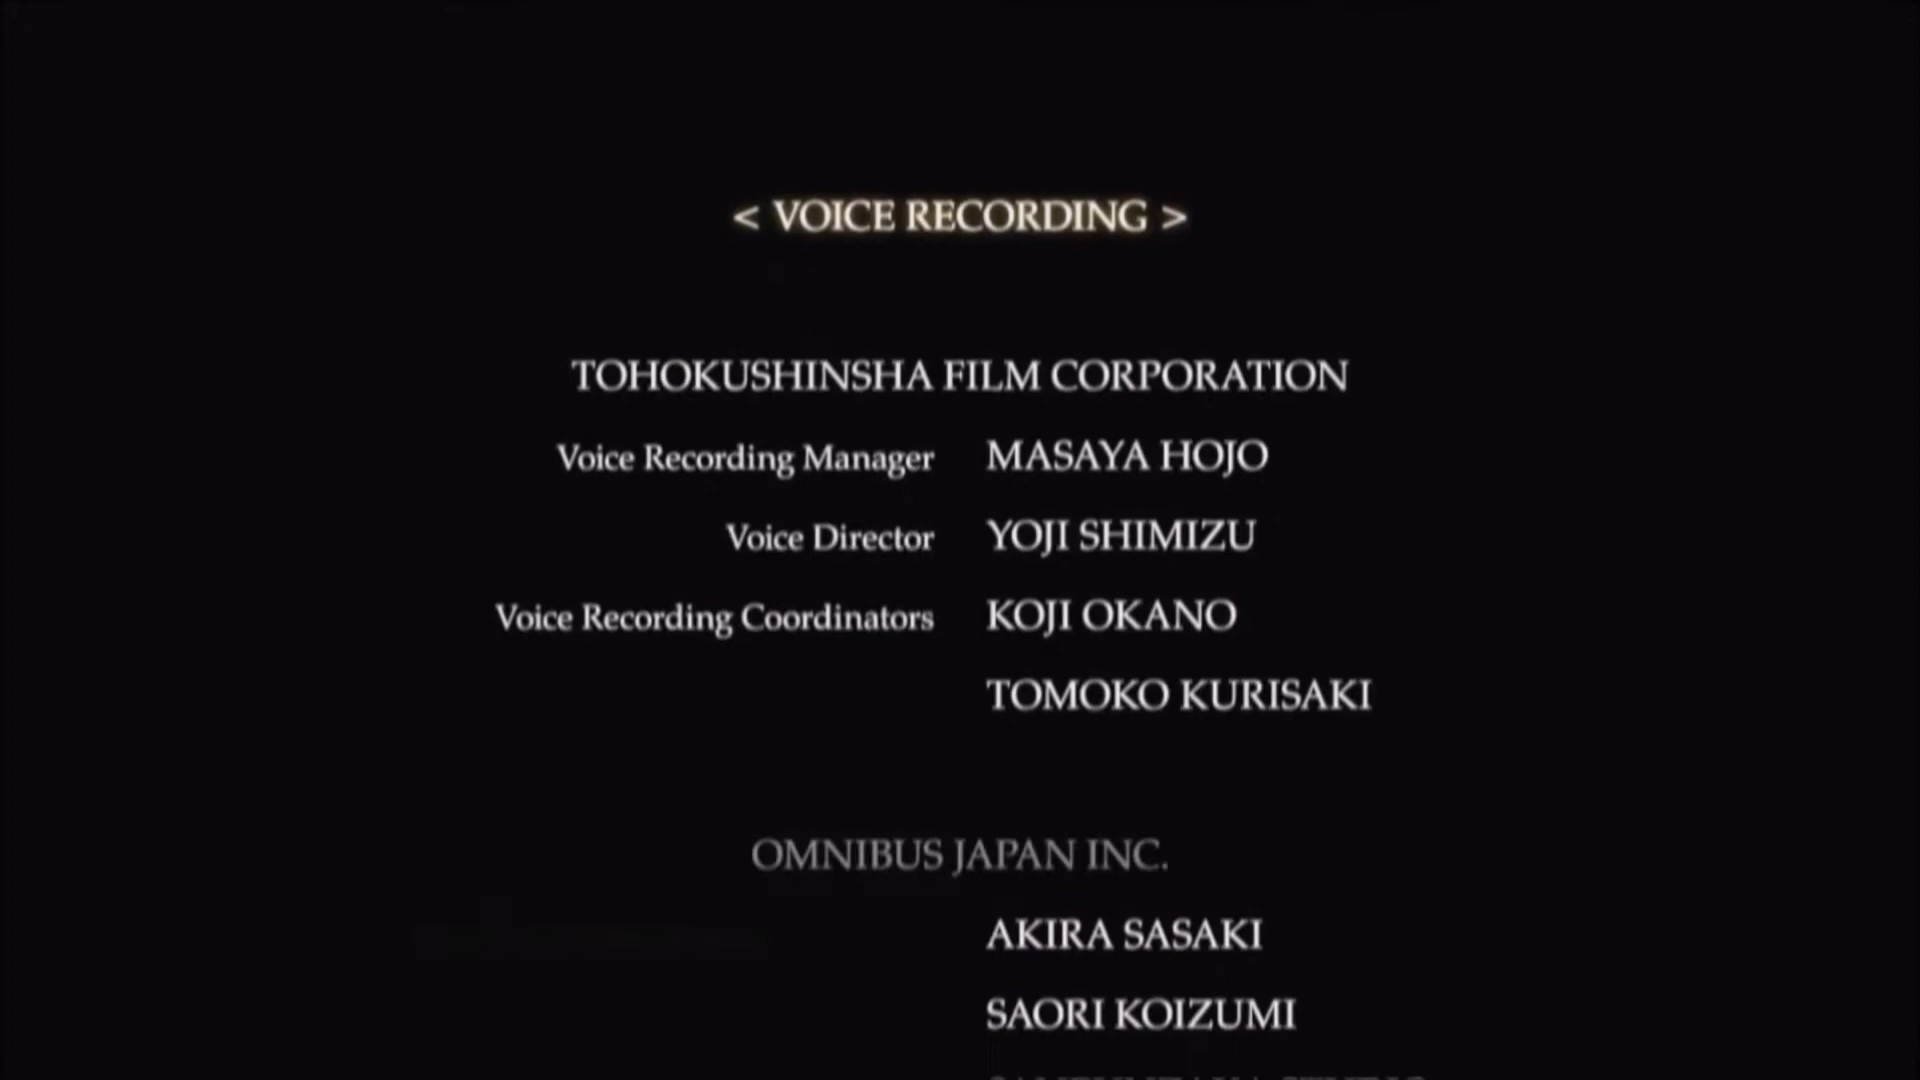 < VOICE RECORDING >
TOHOKUSHINSHA FILM CORPORATION
Voice Recording Manager MASAYA HOJO
Voice Director YOJI SHIMIZU
Voice Recording Coordinators KOJI OKANO
TOMOKO KURISAKI
OMNIBUS JAPAN INC.
AKIRA SASAKI
SAORI KOIZUMI